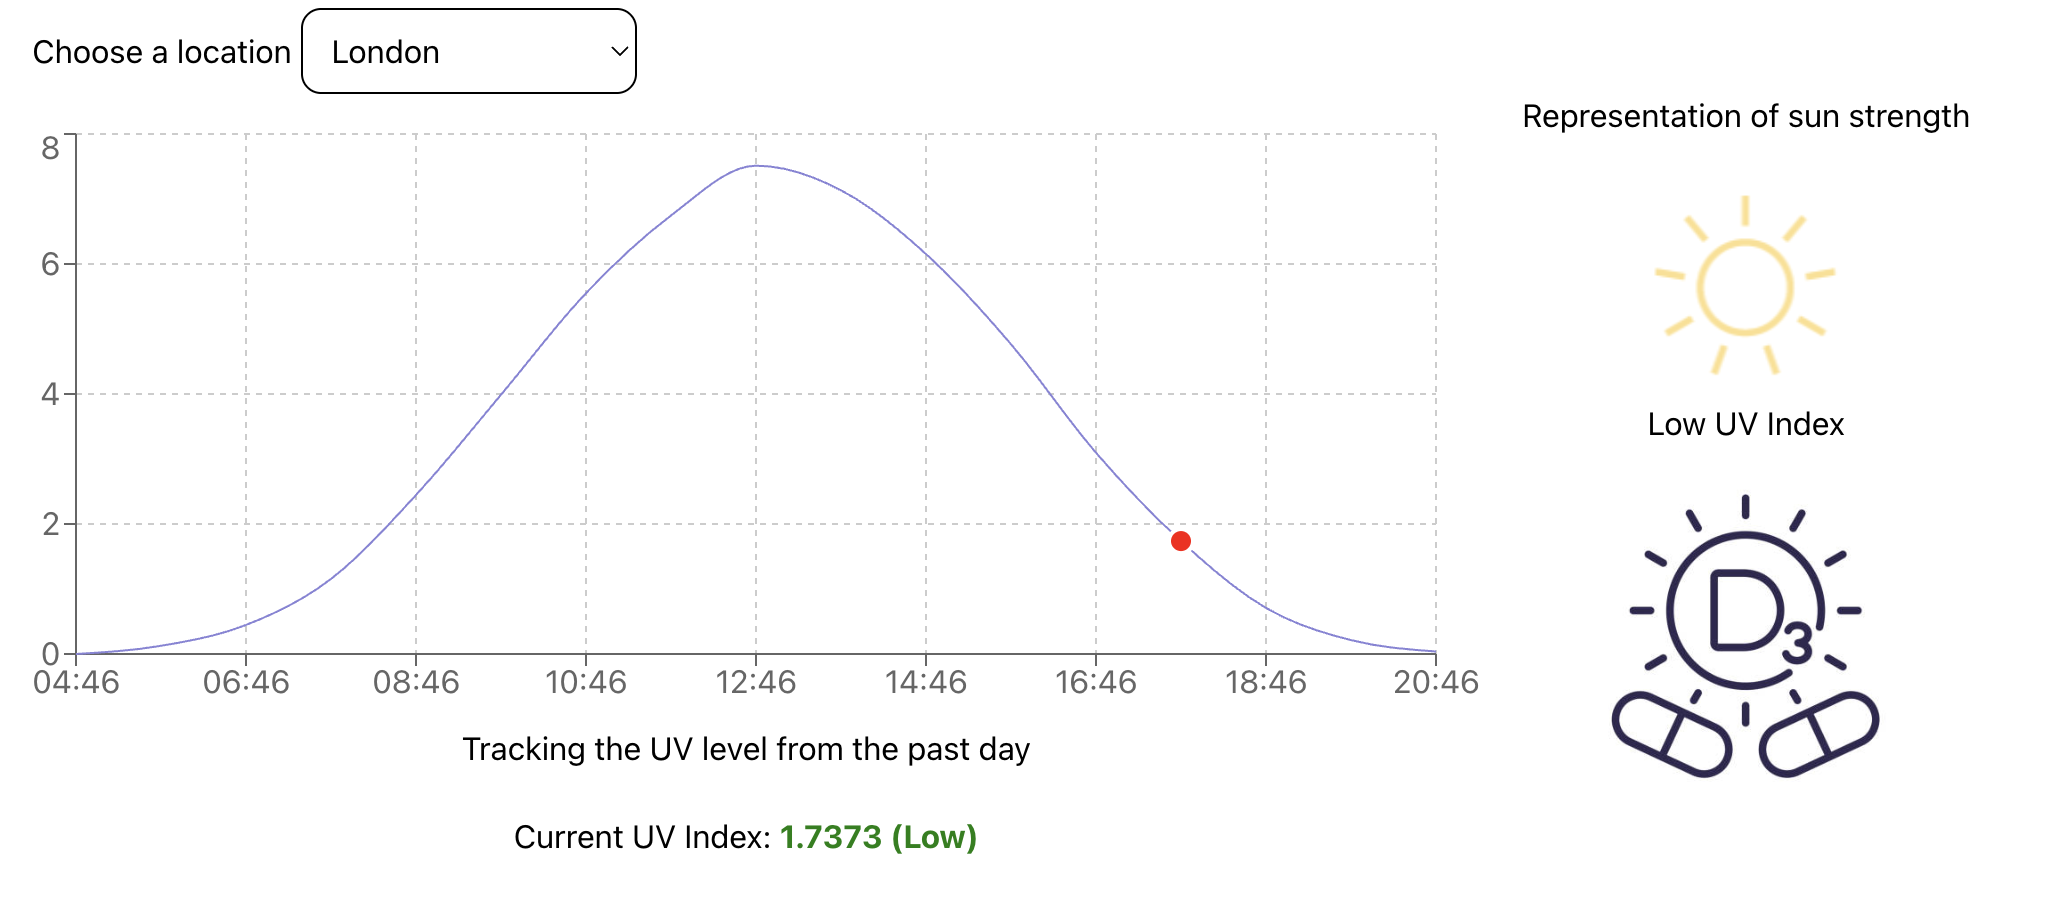 Choose a location London
Representation of sun strength
8
6
4
2
0
04:46 06:46 08:46 10:46 12:46 14:46 16:46 18:46 20:46
Tracking the UV level from the past day
Current UV Index: 1.7373 (Low)
Low UV Index
D3